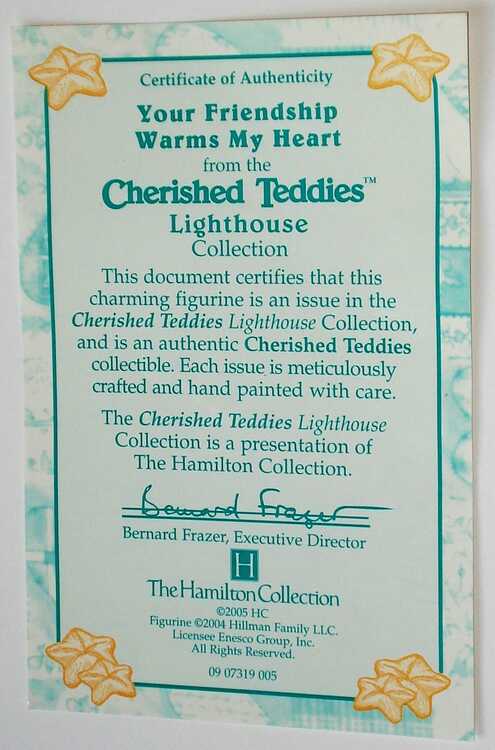 Certificate of Authenticity
Your Friendship
Warms My Heart
from the
Cherished Teddies™
Lighthouse
Collection
This document certifies that this
charming figurine is an issue in the
Cherished Teddies Lighthouse Collection,
and is an authentic Cherished Teddies
collectible. Each issue is meticulously
crafted and hand painted with care.
The Cherished Teddies Lighthouse
Collection is a presentation of
The Hamilton Collection.
Bernard Frazer
Bernard Frazer, Executive Director
H
The Hamilton Collection
©2005 HC
Figurine ©2004 Hillman Family LLC.
Licensee Enesco Group, Inc.
All Rights Reserved.
09 07319 005